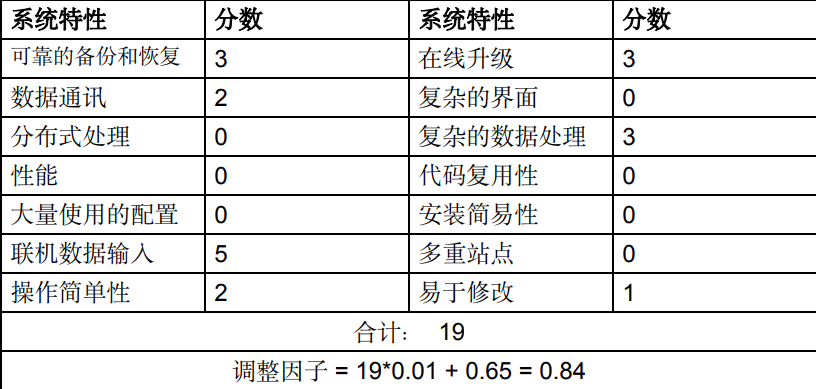 系统特性 分数 系统特性 分数
可靠的备份和恢复 3 在线升级 3
数据通讯 2 复杂的界面 0
分布式处理 0 复杂的数据处理 3
性能 0 代码复用性 0
大量使用的配置 0 安装简易性 0
联机数据输入 5 多重站点 0
操作简单性 2 易于修改 1
合计： 19
调整因子 = 19*0.01 + 0.65 = 0.84